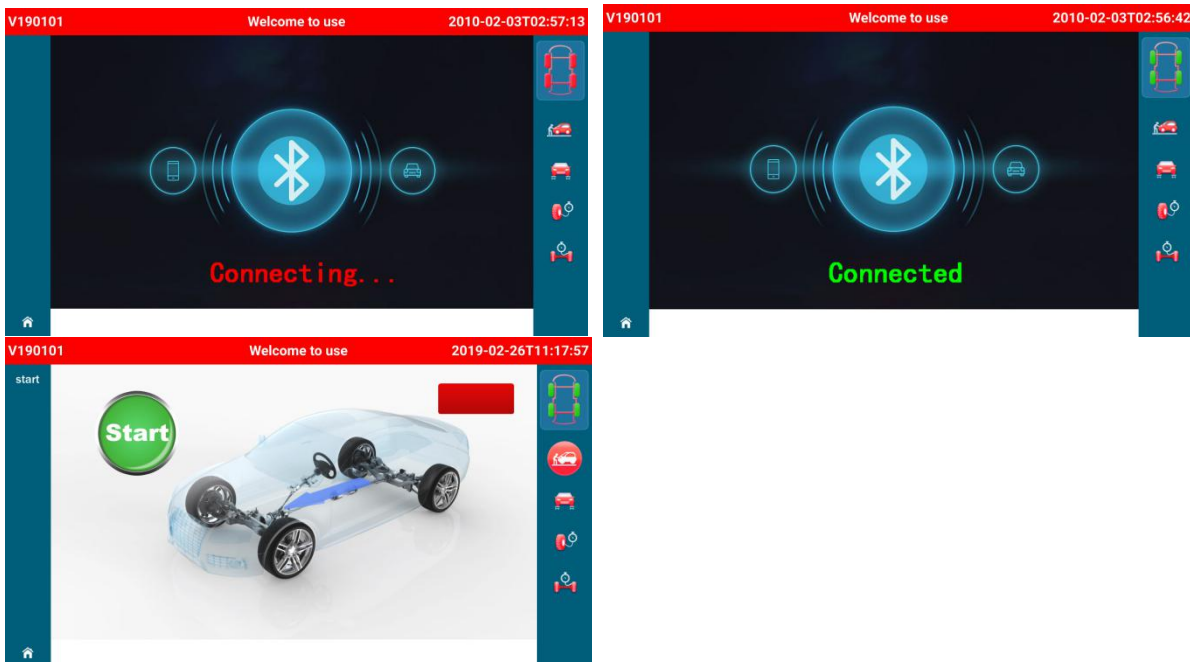 V190101 Welcome to use 2010-02-03T02:57:13
Connecting...
V190101 Welcome to use 2010-02-03T02:56:42
Connected
V190101 Welcome to use 2019-02-26T11:17:57
start
Start